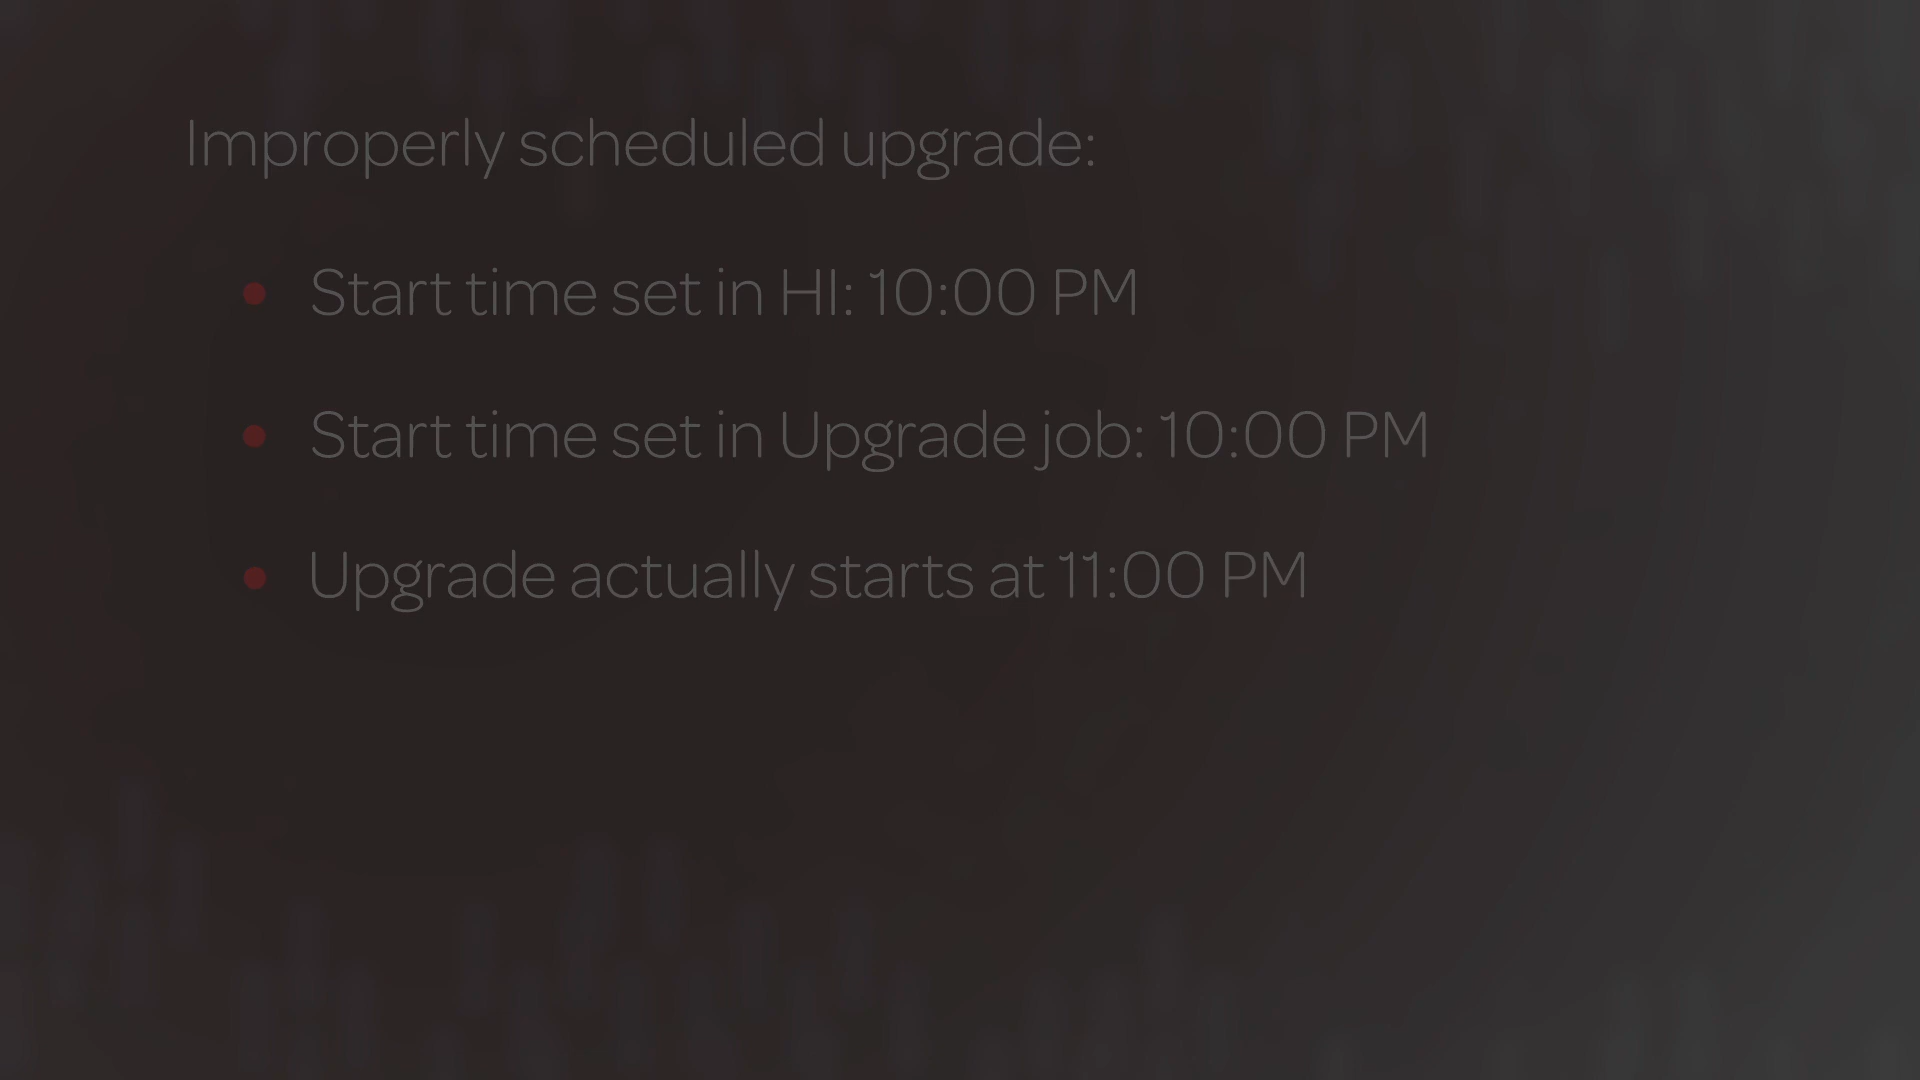 Improperly scheduled upgrade:
Start time set in HI: 10:00 PM
Start time set in Upgrade job: 10:00 PM
Upgrade actually starts at 11:00 PM